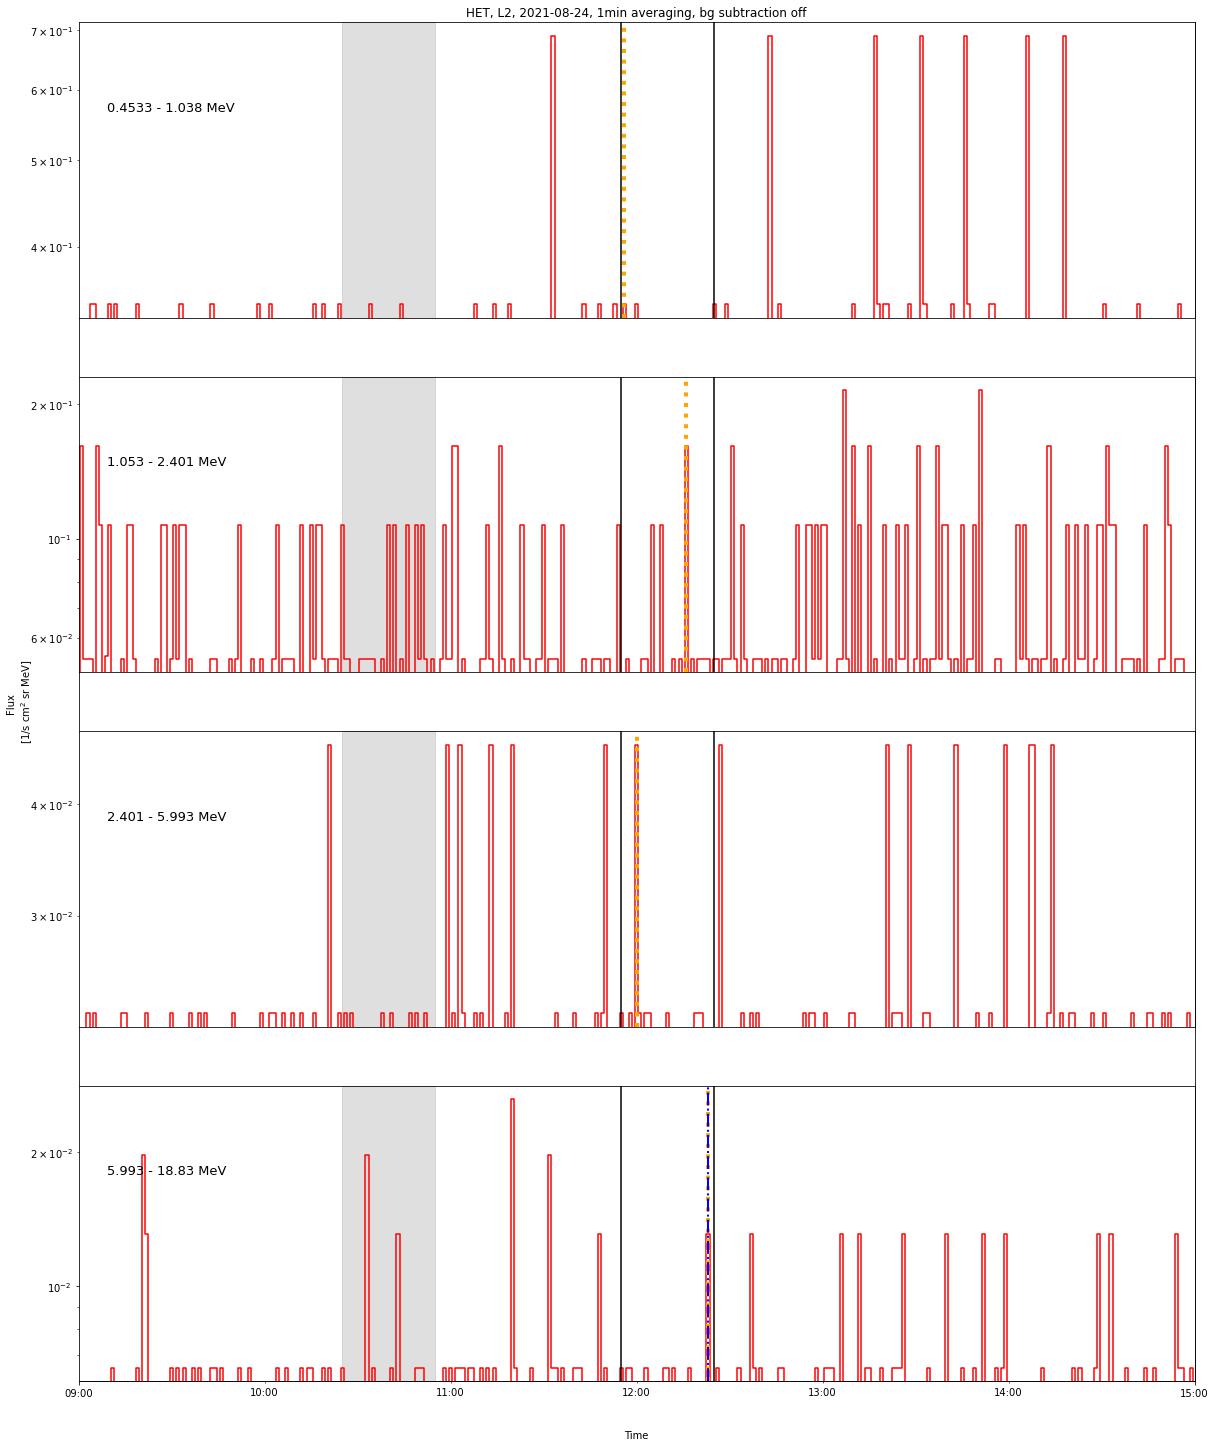 HET, L2, 2021-08-24, 1min averaging, bg subtraction off
7 × 10⁻¹
6 × 10⁻¹
0.4533 - 1.038 MeV
5 × 10⁻¹
4 × 10⁻¹
2 × 10⁻¹
1.053 - 2.401 MeV
10⁻¹
6 × 10⁻²
Flux
[1/s cm² sr MeV]
4 × 10⁻²
2.401 - 5.993 MeV
3 × 10⁻²
2 × 10⁻²
5.993 - 18.83 MeV
10⁻²
09:00 10:00 11:00 12:00 13:00 14:00 15:00
Time